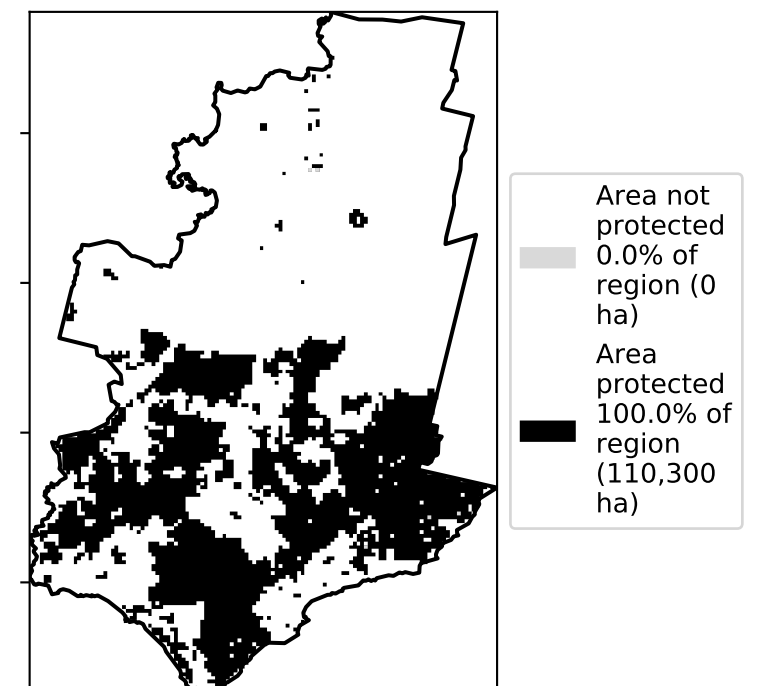 Area not
protected
0.0% of
region (0
ha)
Area
protected
100.0% of
region
(110,300
ha)